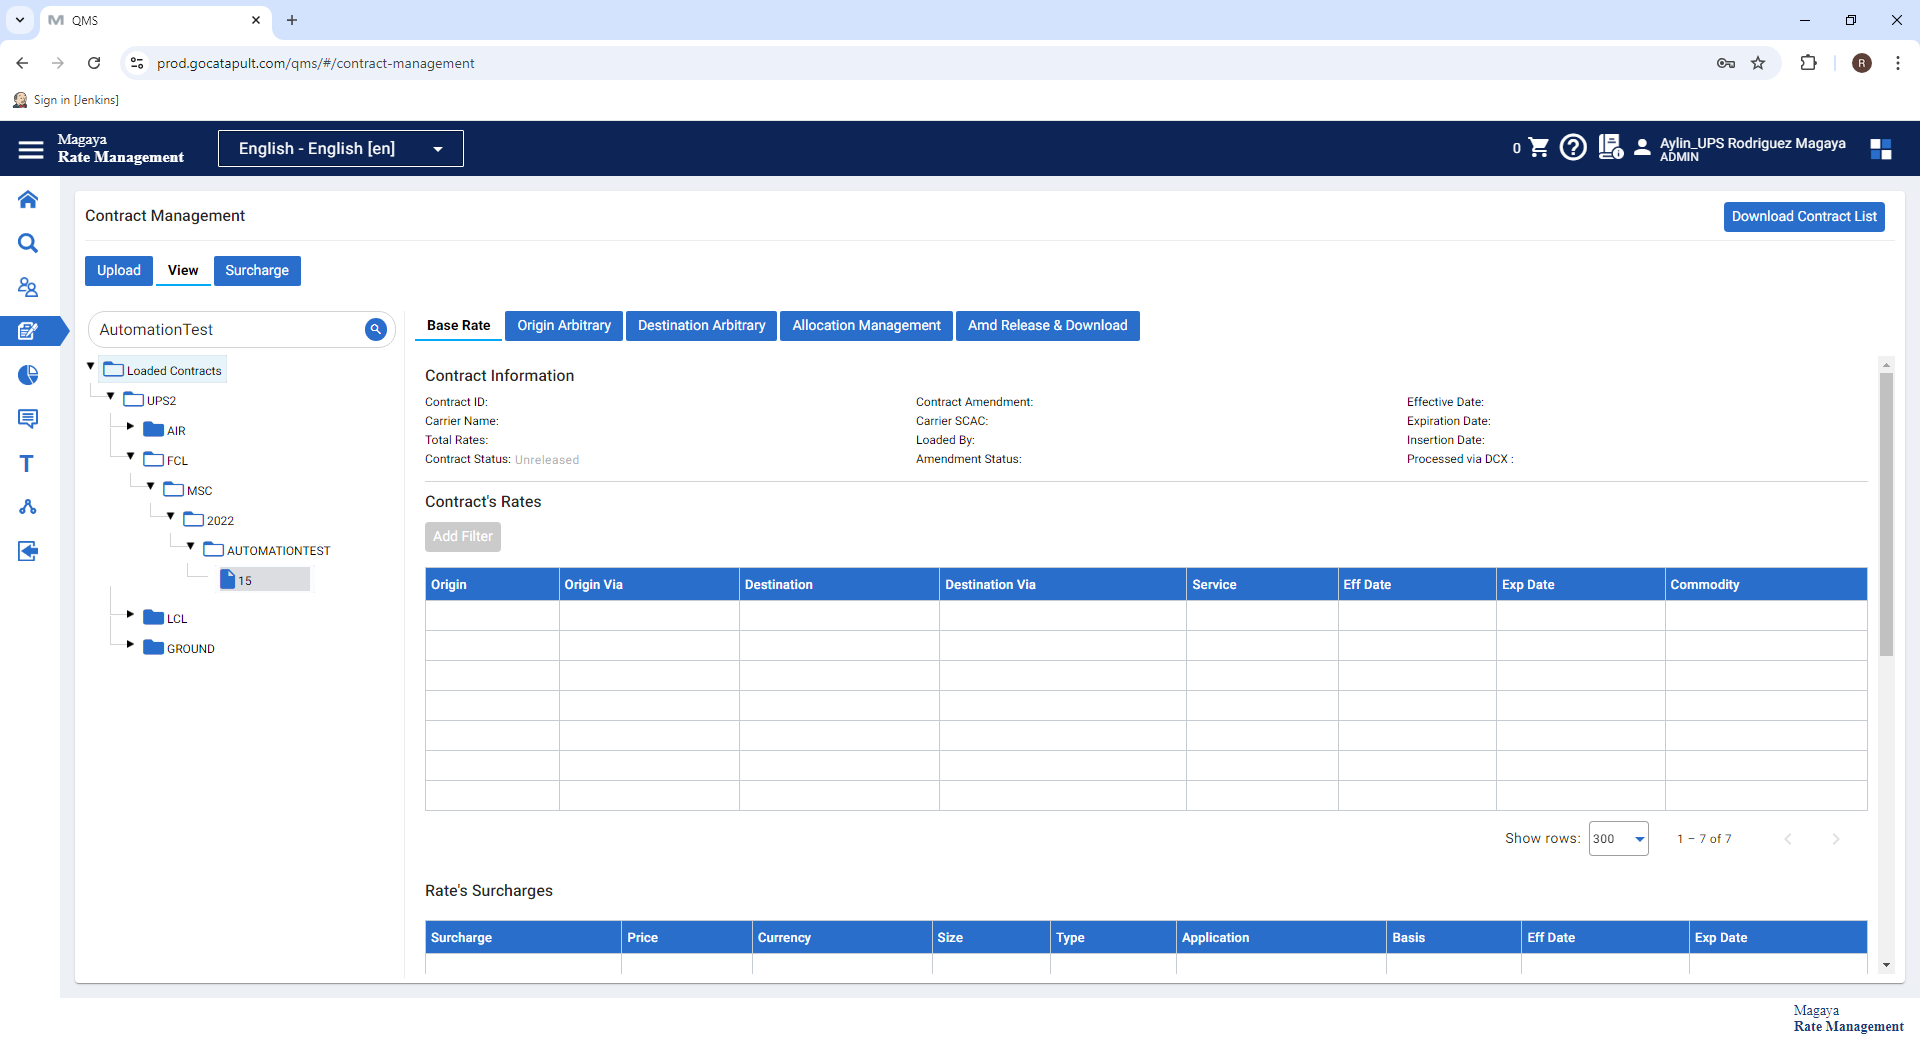 QMS
prod.gocatapult.com/qms/#/contract-management
R
Sign in [Jenkins]
Magaya
Rate Management
English - English [en]
0
Aylin_UPS Rodriguez Magaya
ADMIN
Contract Management
Download Contract List
Upload
View
Surcharge
AutomationTest
Loaded Contracts
UPS2
AIR
FCL
MSC
2022
AUTOMATIONTEST
15
LCL
GROUND
Base Rate
Origin Arbitrary
Destination Arbitrary
Allocation Management
Amd Release & Download
Contract Information
Contract ID:
Contract Amendment:
Effective Date:
Carrier Name:
Carrier SCAC:
Expiration Date:
Total Rates:
Loaded By:
Insertion Date:
Contract Status: Unreleased
Amendment Status:
Processed via DCX :
Contract's Rates
Add Filter
Origin
Origin Via
Destination
Destination Via
Service
Eff Date
Exp Date
Commodity
Show rows:
300
1 – 7 of 7
Rate's Surcharges
Surcharge
Price
Currency
Size
Type
Application
Basis
Eff Date
Exp Date
Magaya
Rate Management
T